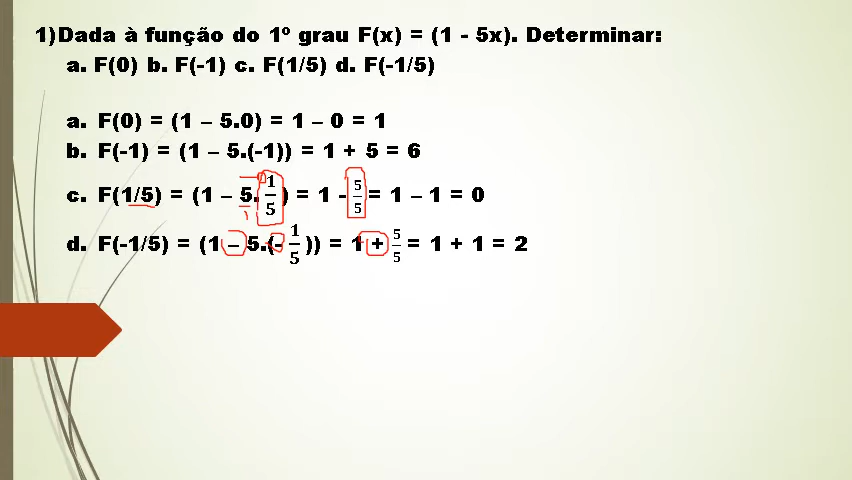 1)Dada à função do 1º grau F(x) = (1 - 5x). Determinar:
a. F(0) b. F(-1) c. F(1/5) d. F(-1/5)
a. F(0) = (1 – 5.0) = 1 – 0 = 1
b. F(-1) = (1 – 5.(-1)) = 1 + 5 = 6
c. F(1/5) = (1 – 5.1/5) = 1 - 5/5 = 1 – 1 = 0
d. F(-1/5) = (1 – 5.(-1/5)) = 1 + 5/5 = 1 + 1 = 2